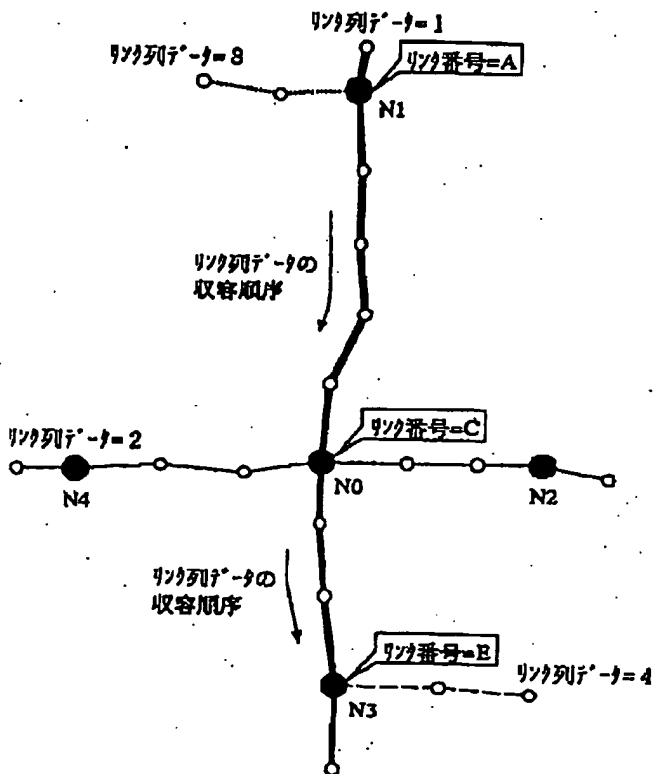 リンク列データ=1
リンク列データ=3
リンク番号=A
N1
リンク列データの
収容順序
リンク番号=C
リンク列データ=2
N0
N4
N2
リンク列データの
収容順序
リンク番号=E
リンク列データ=4
N3